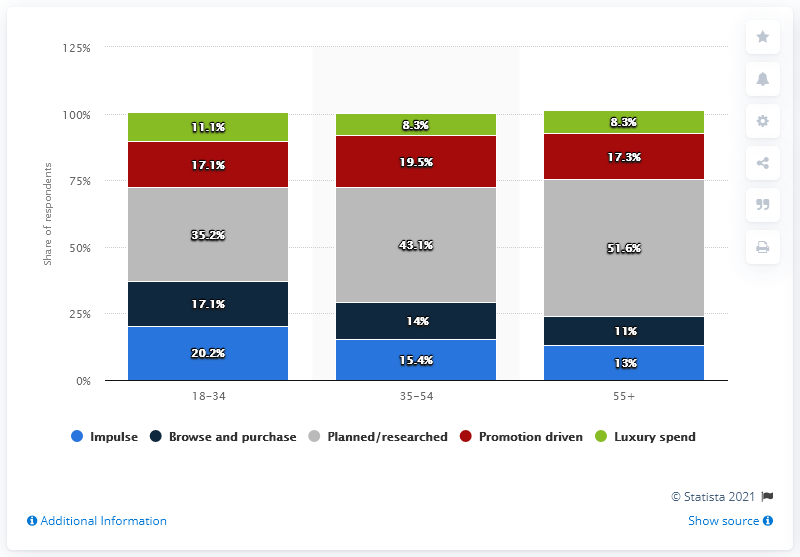 125%
100%
75%
50%
25%
0%
Share of respondents
11.1%
8.3%
8.3%
17.1%
19.5%
17.3%
35.2%
43.1%
51.6%
17.1%
14%
11%
20.2%
15.4%
13%
18-34
35-54
55+
Impulse
Browse and purchase
Planned/researched
Promotion driven
Luxury spend
© Statista 2021
Additional Information
Show source